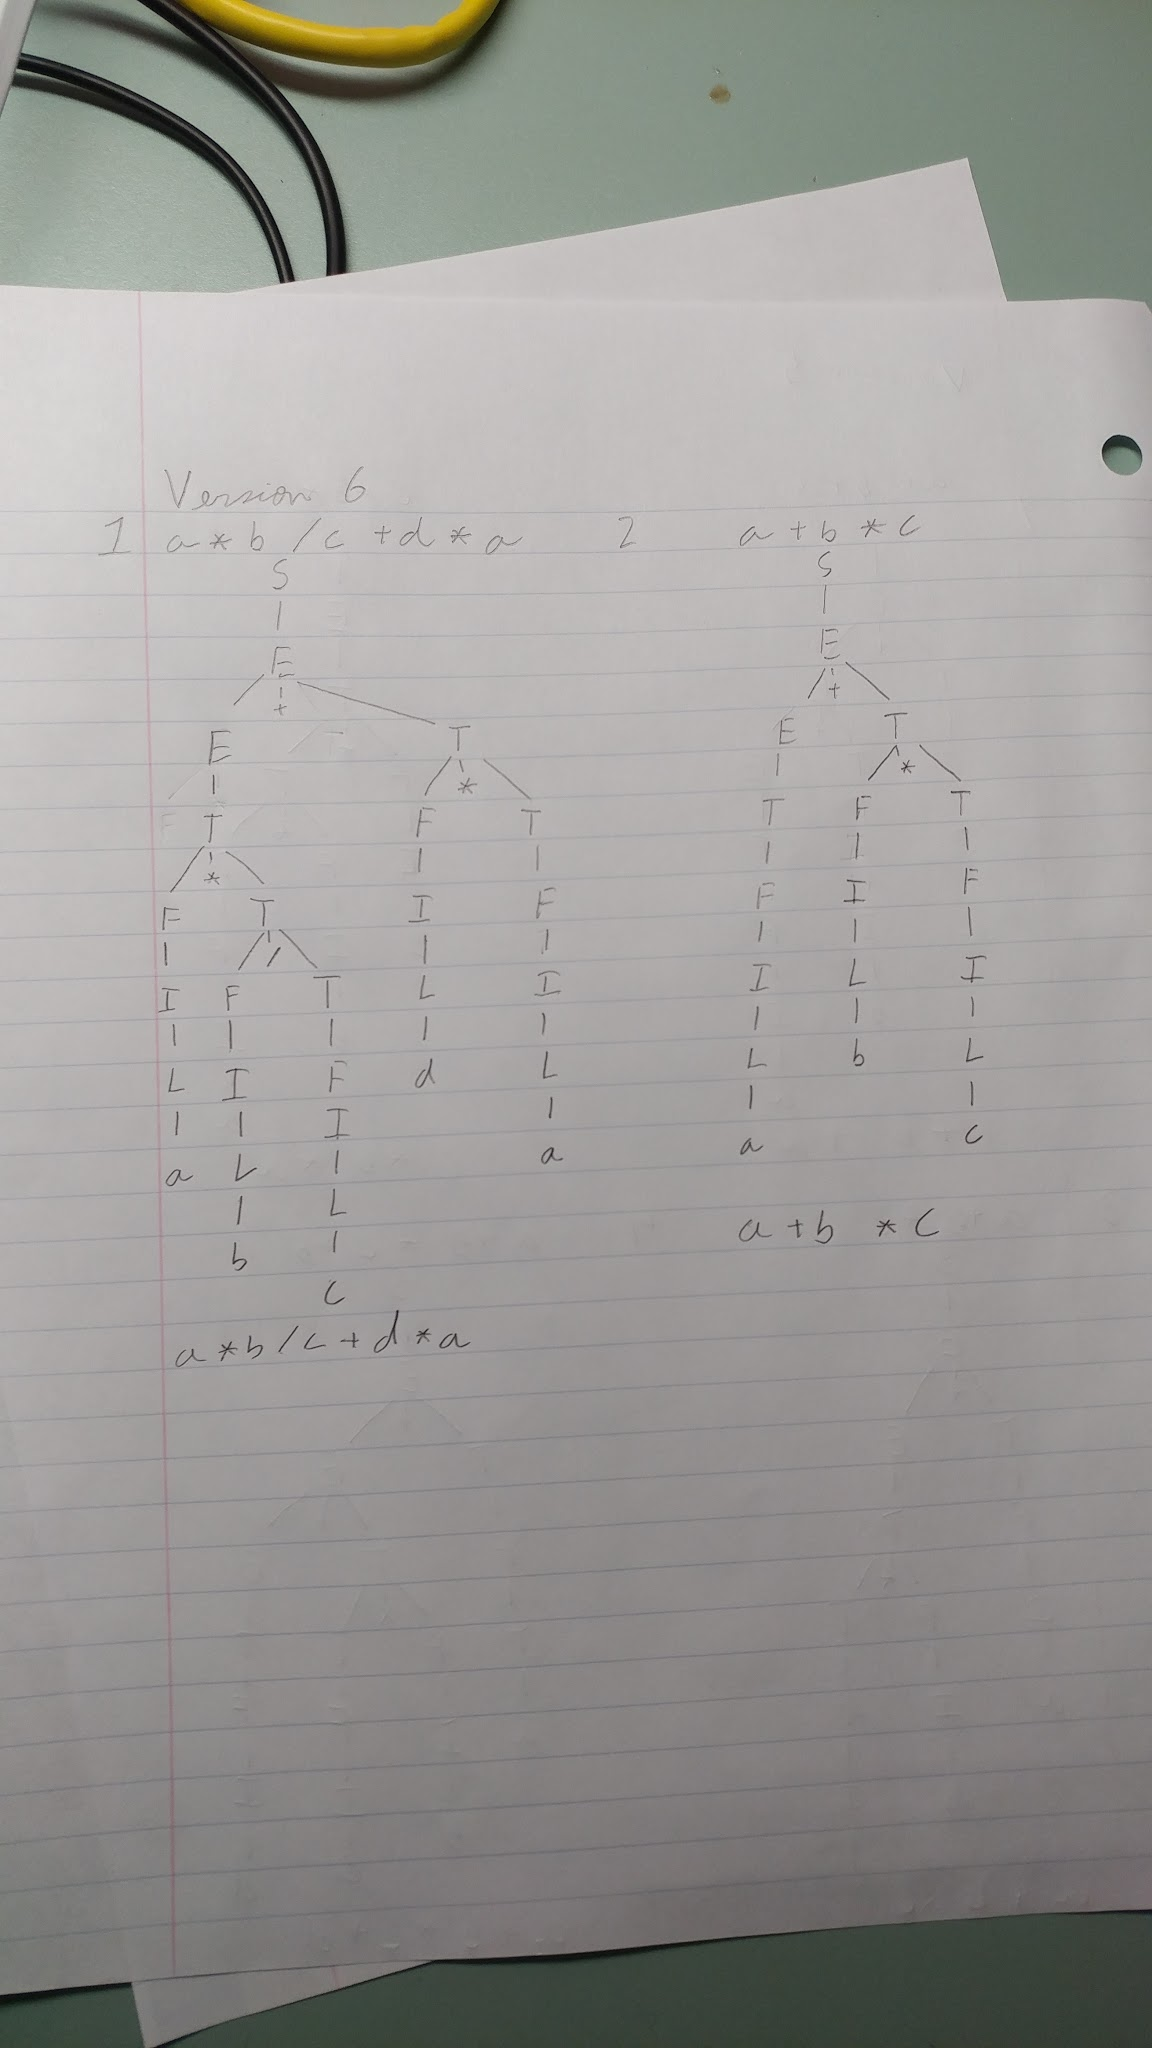 Version 6
1 a * b / c + d * a 2 a + b * c
S S
E E
+ +
E T E T
* *
T F T T F T
*
F T I F F I F
/
I F T L I I L I
L I F d L L b L
I
a L a a c
L
b
c
a + b * c
a * b / c + d * a